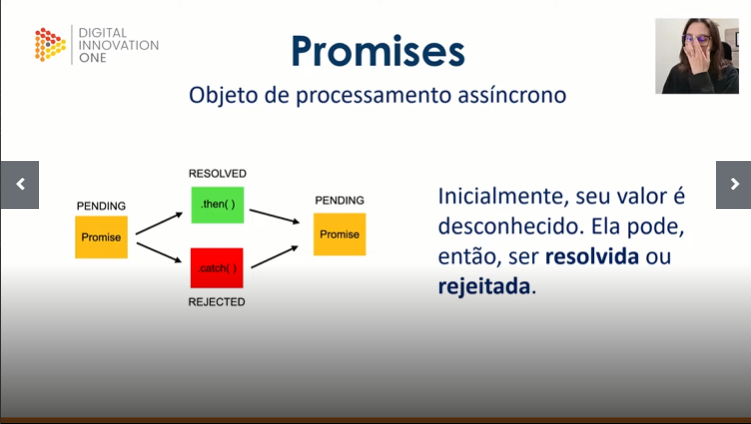 DIGITAL
INNOVATION
ONE
Promises
Objeto de processamento assíncrono
RESOLVED
.then( )
PENDING
Promise
PENDING
Promise
.catch( )
REJECTED
Inicialmente, seu valor é
desconhecido. Ela pode,
então, ser resolvida ou
rejeitada.